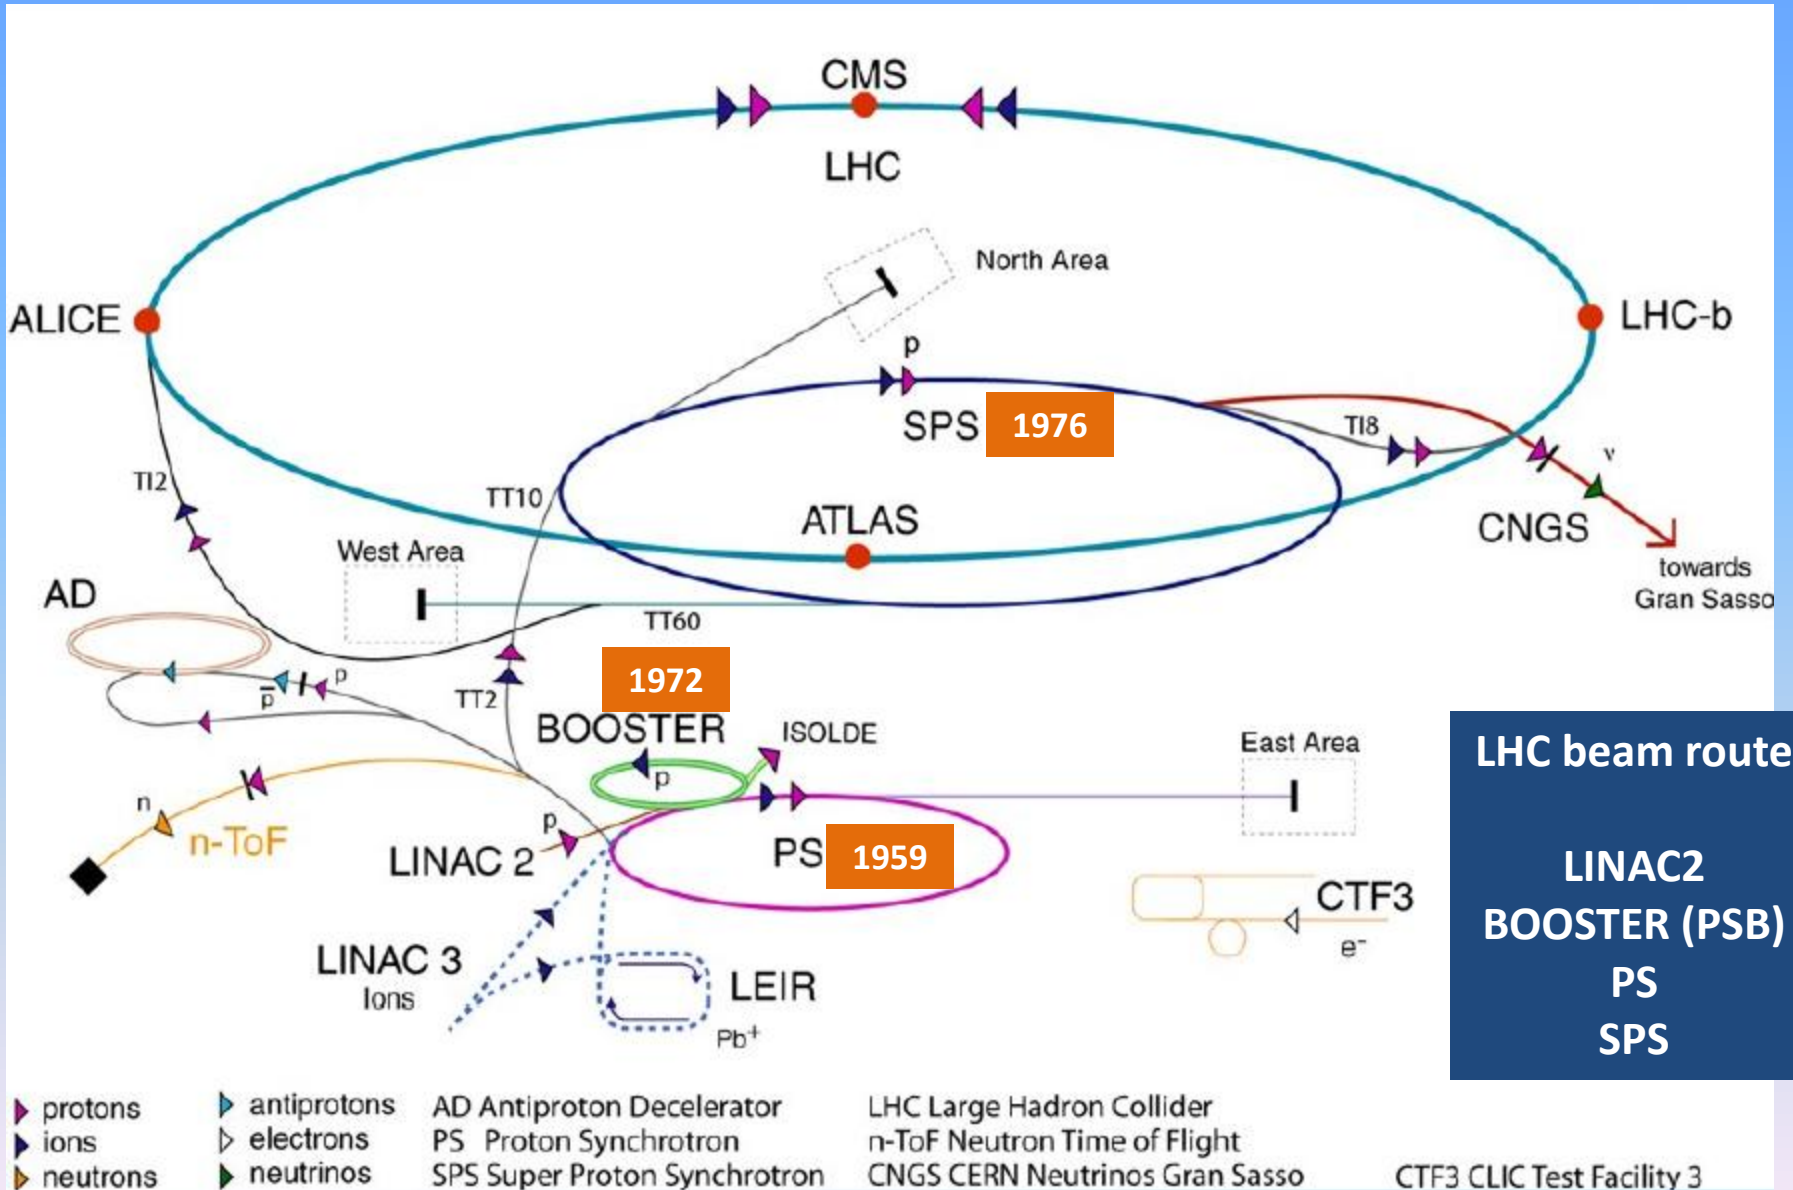 CMS
LHC
North Area
ALICE
LHC-b
p
SPS 1976
TI8
ν
TI2
TT10
ATLAS
CNGS
West Area
towards
Gran Sasso
AD
TT60
1972
p
p̅
TT2
BOOSTER
ISOLDE
East Area
p
n
n-ToF
p
LINAC 2
PS 1959
CTF3
e⁻
LINAC 3
Ions
LEIR
Pb⁺
LHC beam route
LINAC2
BOOSTER (PSB)
PS
SPS
protons antiprotons AD Antiproton Decelerator LHC Large Hadron Collider
ions electrons PS Proton Synchrotron n-ToF Neutron Time of Flight
neutrons neutrinos SPS Super Proton Synchrotron CNGS CERN Neutrinos Gran Sasso CTF3 CLIC Test Facility 3